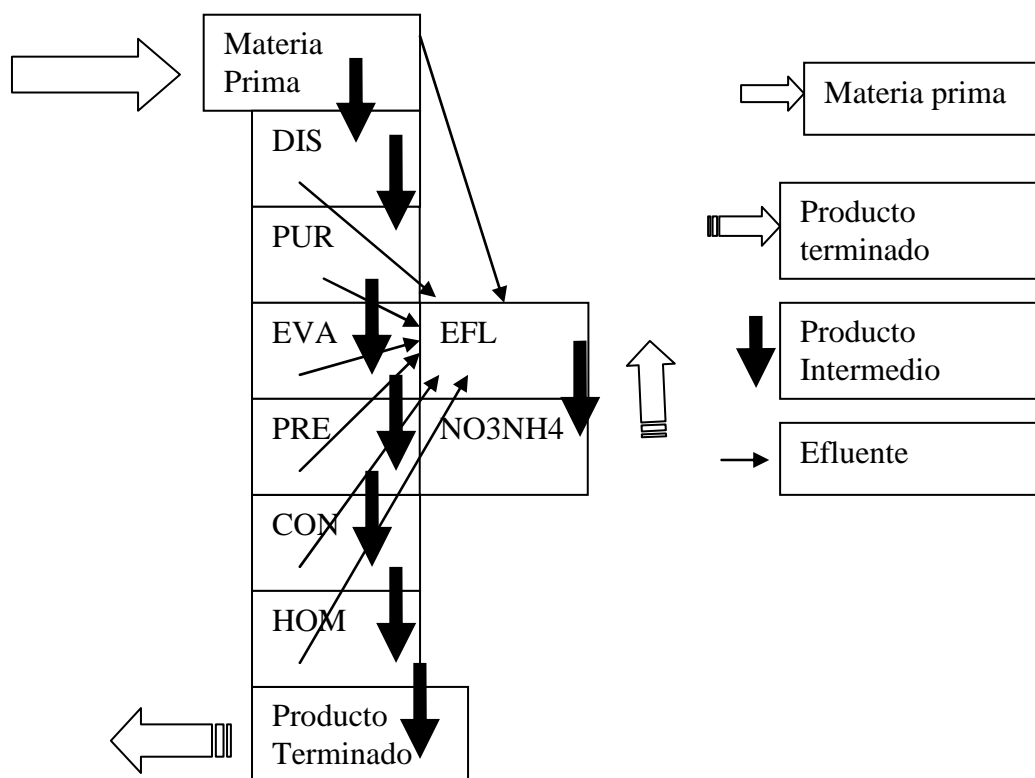 Materia
Prima
DIS
PUR
EVA
PRE
CON
HOM
Producto
Terminado
EFL
NO3NH4
Materia prima
Producto
terminado
Producto
Intermedio
Efluente